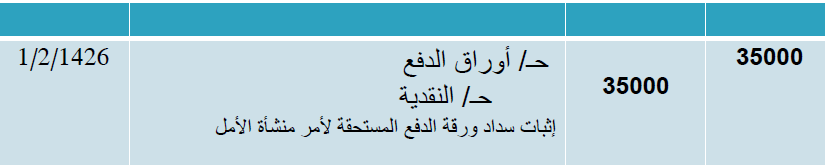 35000 حـ/ أوراق الدفع 1/2/1426
35000 حـ/ النقدية
إثبات سداد ورقة الدفع المستحقة لأمر منشأة الأمل